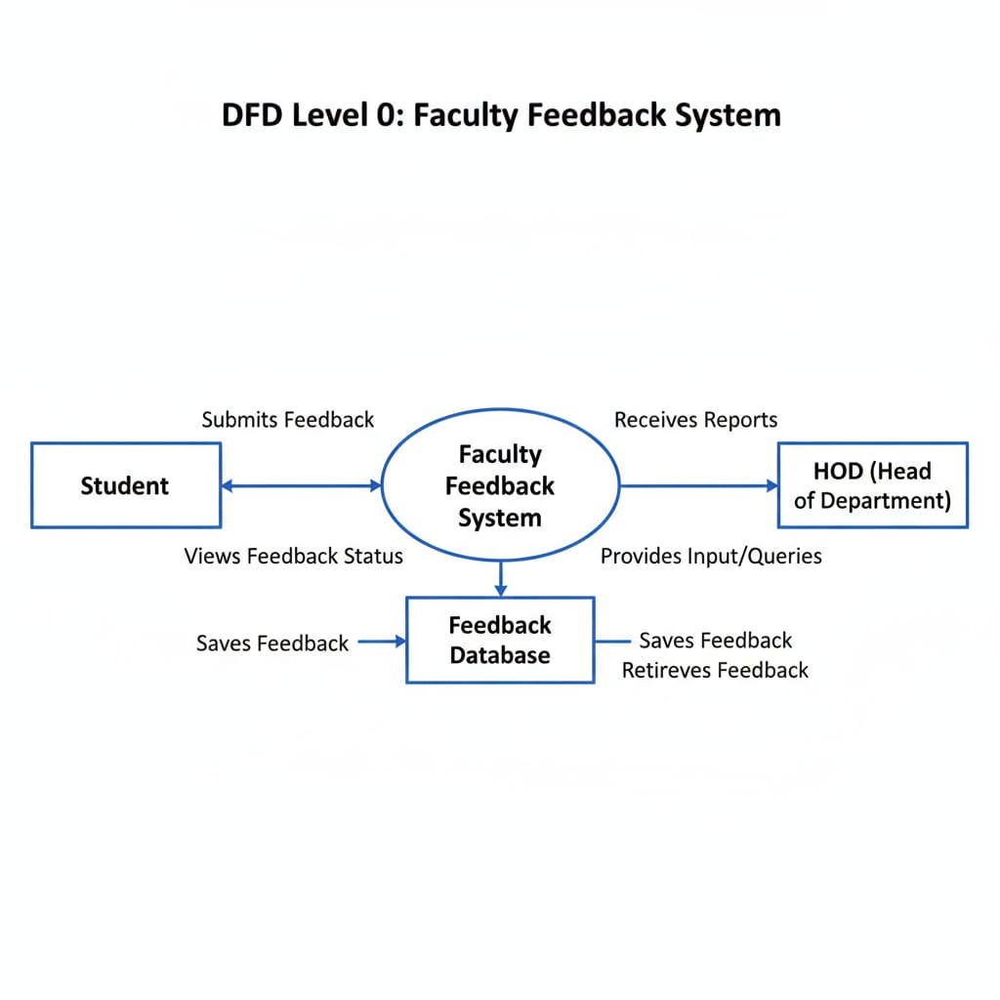 DFD Level 0: Faculty Feedback System
Submits Feedback
Receives Reports
Student
Faculty
Feedback
System
HOD (Head
of Department)
Views Feedback Status
Provides Input/Queries
Saves Feedback
Feedback
Database
Saves Feedback
Retireves Feedback